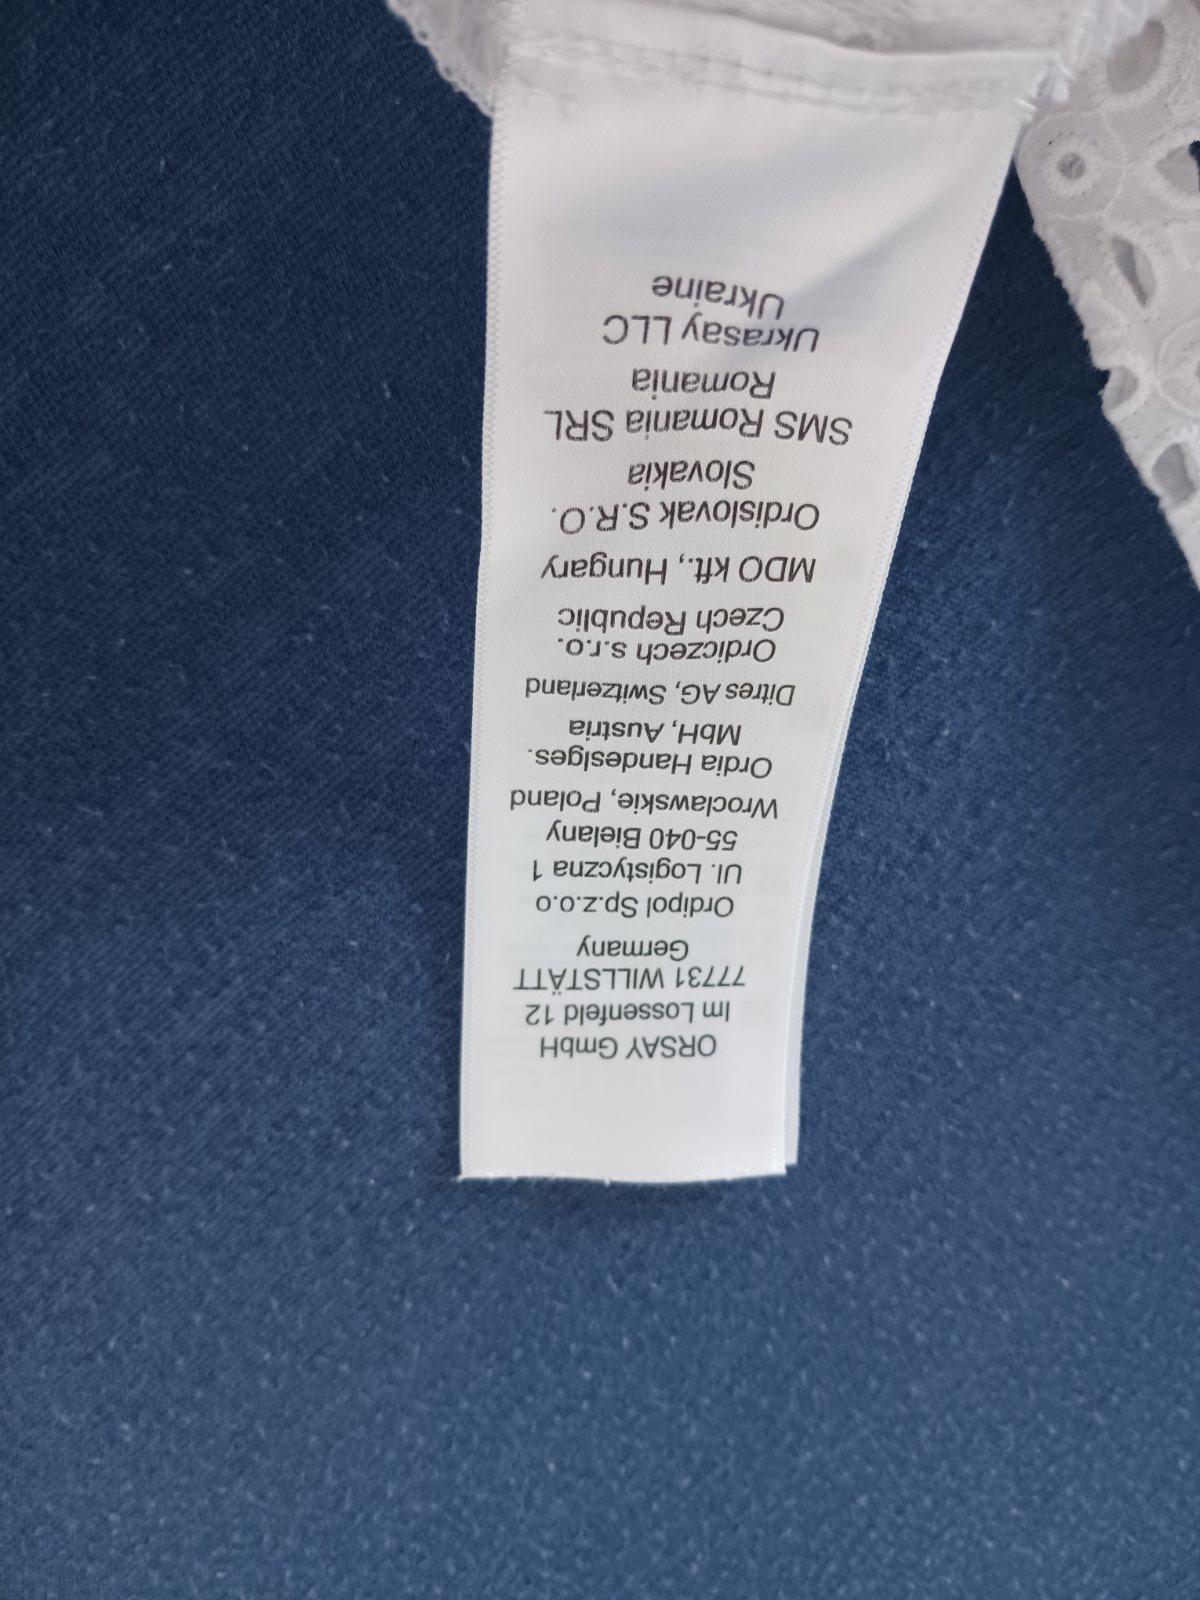 ORSAY GmbH
Im Lossenfeld 12
77731 WILLSTÄTT
Germany
Ordipol Sp.z.o.o
Ul. Logistyczna 1
55-040 Bielany
Wroclawskie, Poland
Ordia Handeslges.
MbH, Austria
Ditres AG, Switzerland
Ordiczech s.r.o.
Czech Republic
MDO kft., Hungary
Ordislovak S.R.O.
Slovakia
SMS Romania SRL
Romania
Ukrasay LLC
Ukraine